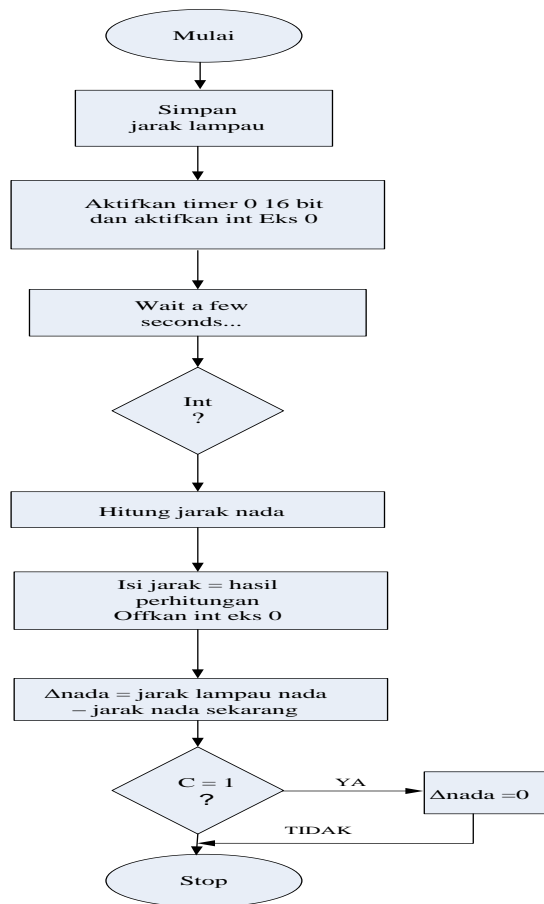 Mulai
Simpan
jarak lampau
Aktifkan timer 0 16 bit
dan aktifkan int Eks 0
Wait a few
seconds...
Int
?
Hitung jarak nada
Isi jarak = hasil
perhitungan
Offkan int eks 0
Δnada = jarak lampau nada
– jarak nada sekarang
C = 1
?
YA
Δnada =0
TIDAK
Stop